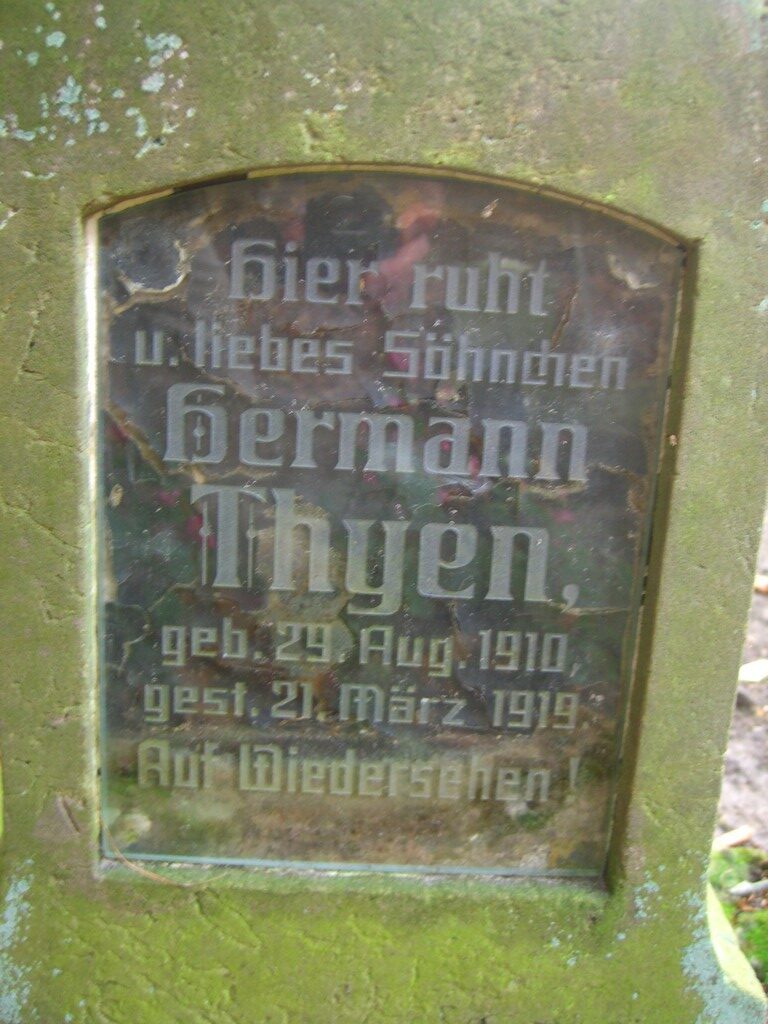 Hier ruht
u. liebes Söhnchen
Hermann
Thyen,
geb. 29. Aug. 1910,
gest. 21. März 1919.
Auf Wiedersehen!